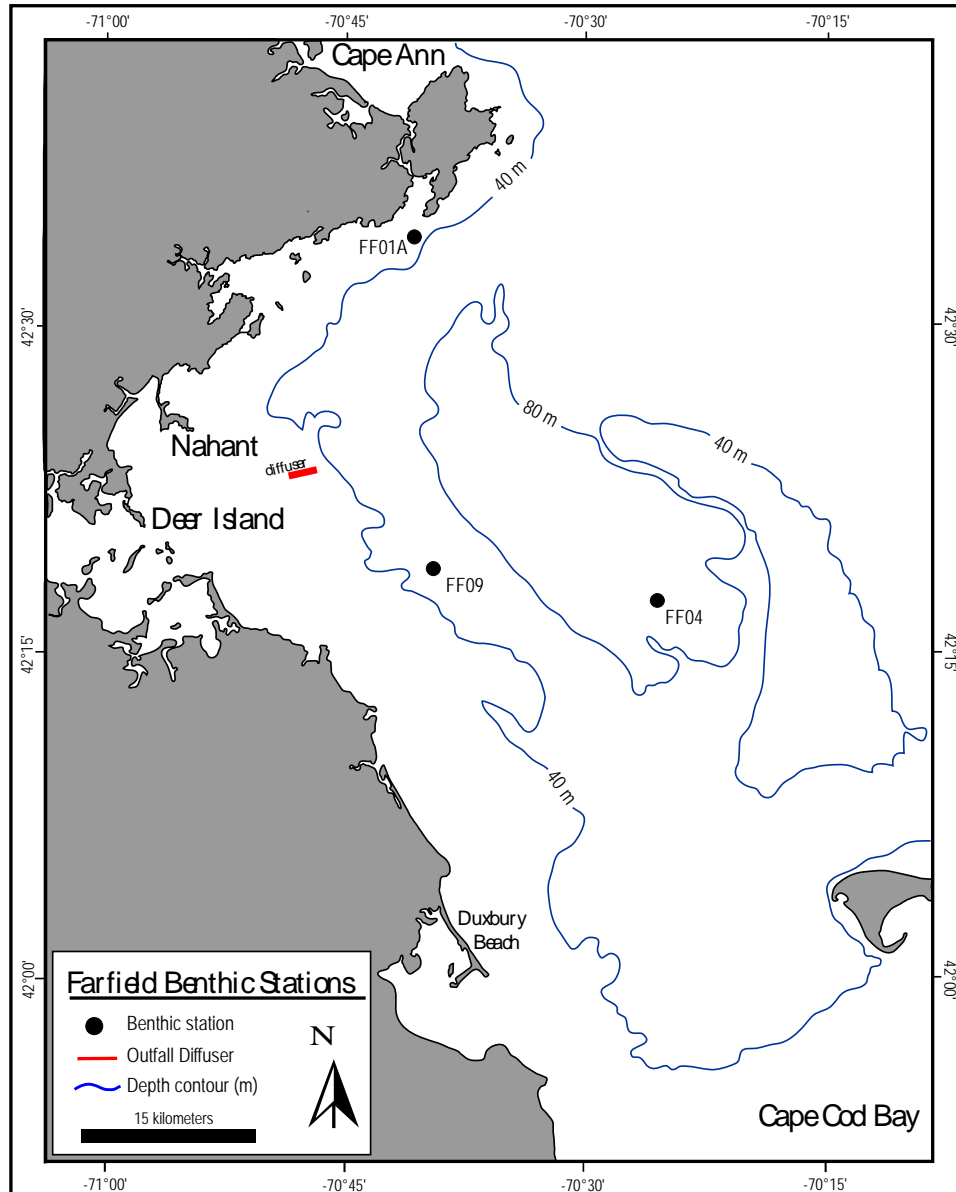 -71°00'
-70°45'
-70°30'
-70°15'
Cape Ann
40 m
FF01A
42°30'
42°30'
80 m
40 m
Nahant
diffuser
Deer Island
FF09
FF04
42°15'
42°15'
40 m
Duxbury
Beach
42°00'
42°00'
Farfield Benthic Stations
Benthic station
N
Outfall Diffuser
Depth contour (m)
15 kilometers
Cape Cod Bay
-71°00'
-70°45'
-70°30'
-70°15'